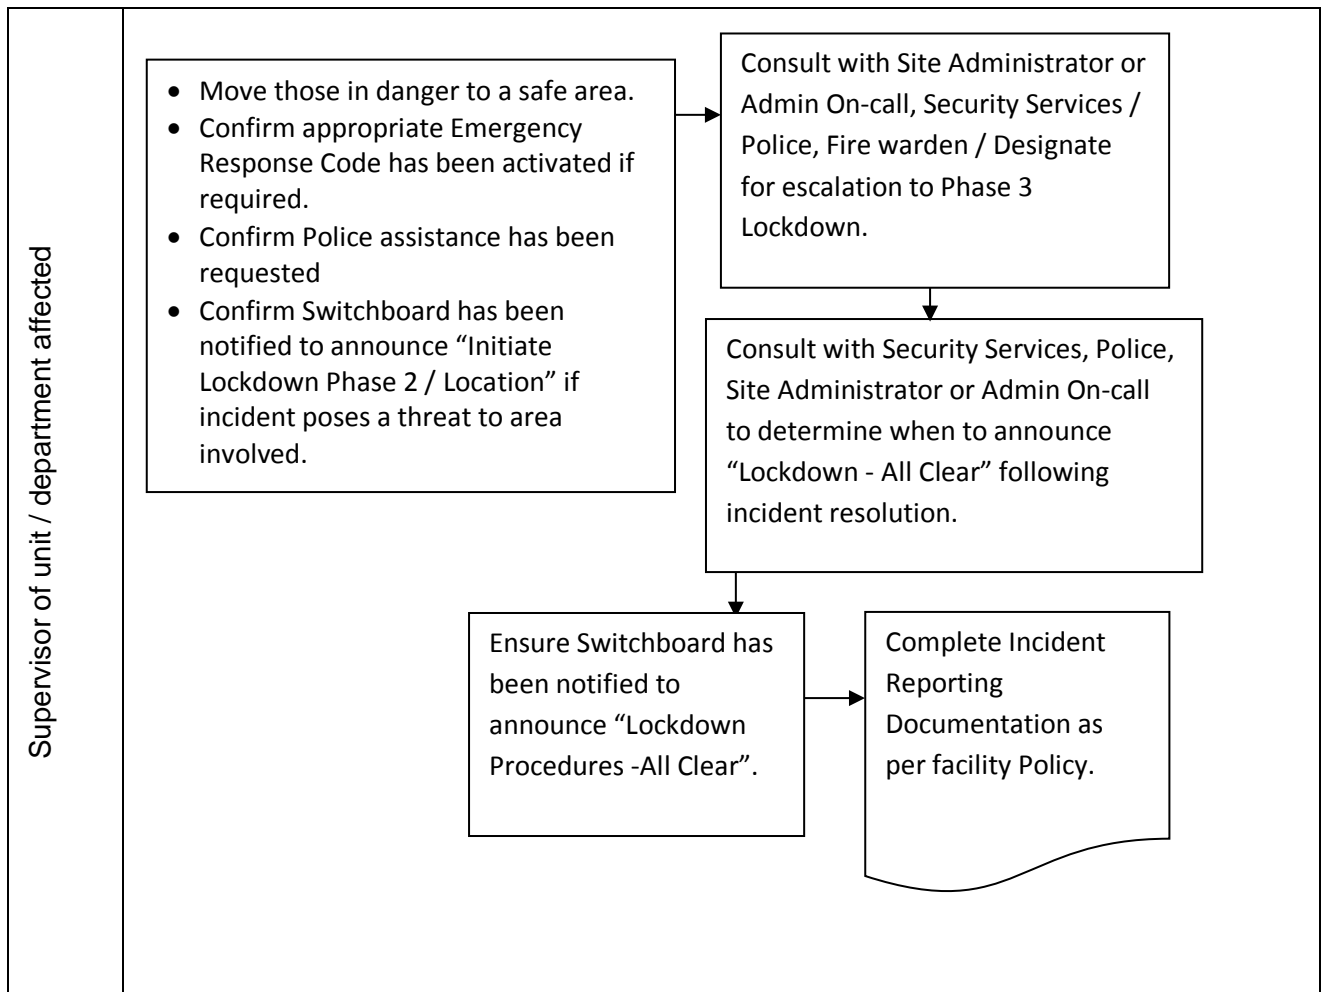 Supervisor of unit / department affected
• Move those in danger to a safe area.
• Confirm appropriate Emergency
Response Code has been activated if
required.
• Confirm Police assistance has been
requested
• Confirm Switchboard has been
notified to announce “Initiate
Lockdown Phase 2 / Location” if
incident poses a threat to area
involved.
Consult with Site Administrator or
Admin On-call, Security Services /
Police, Fire warden / Designate
for escalation to Phase 3
Lockdown.
Consult with Security Services, Police,
Site Administrator or Admin On-call
to determine when to announce
“Lockdown - All Clear” following
incident resolution.
Ensure Switchboard has
been notified to
announce “Lockdown
Procedures -All Clear”.
Complete Incident
Reporting
Documentation as
per facility Policy.